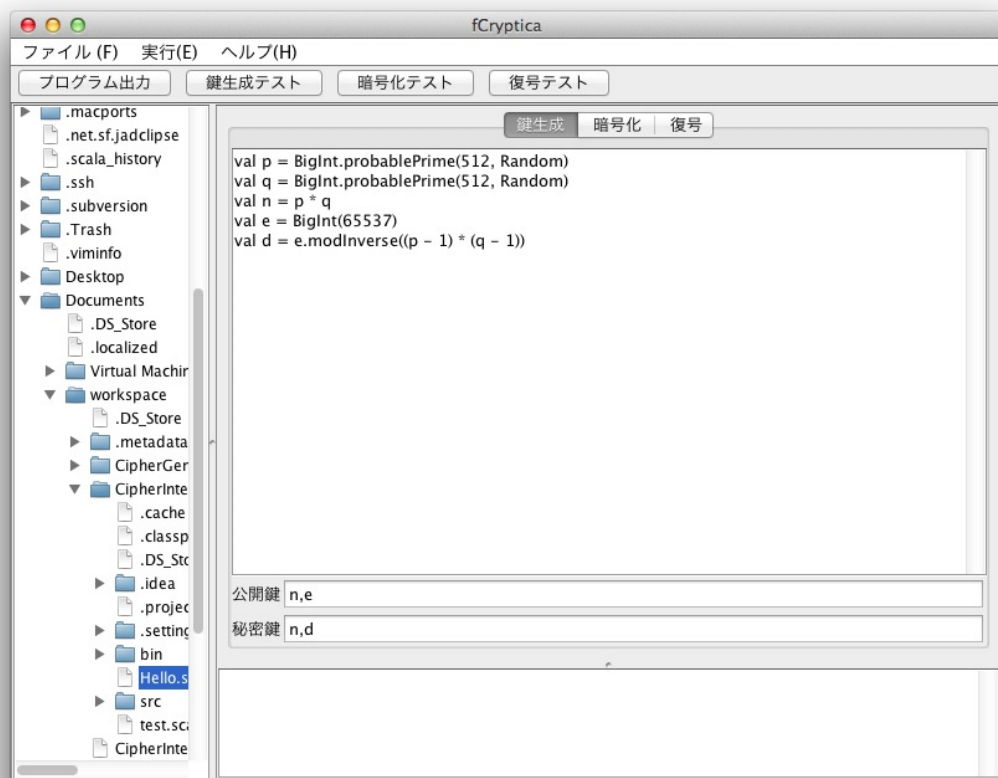 fCryptica
ファイル (F) 実行(E) ヘルプ(H)
プログラム出力 鍵生成テスト 暗号化テスト 復号テスト
.macports
.net.sf.jadclipse
.scala_history
.ssh
.subversion
.Trash
.viminfo
Desktop
Documents
.DS_Store
.localized
Virtual Machin
workspace
.DS_Store
.metadata
CipherGer
CipherInte
.cache
.classp
.DS_Sto
.idea
.projec
.setting
bin
Hello.s
src
test.sca
CipherInte
鍵生成 暗号化 復号
val p = BigInt.probablePrime(512, Random)
val q = BigInt.probablePrime(512, Random)
val n = p * q
val e = BigInt(65537)
val d = e.modInverse((p - 1) * (q - 1))
公開鍵 n,e
秘密鍵 n,d